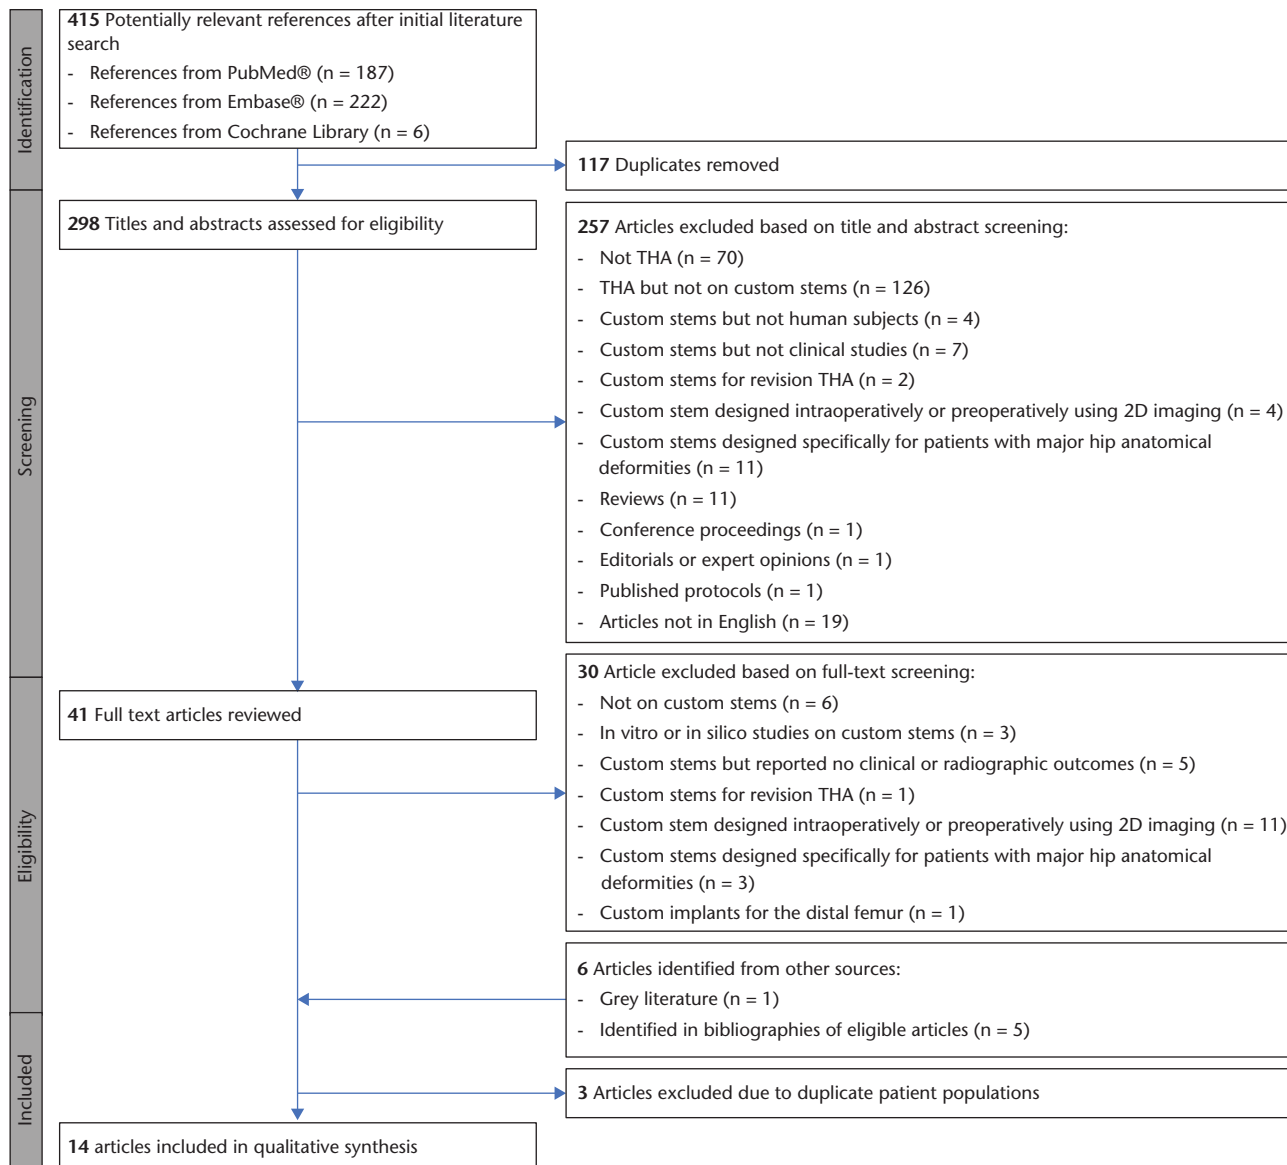 Identification
415 Potentially relevant references after initial literature
search
- References from PubMed® (n = 187)
- References from Embase® (n = 222)
- References from Cochrane Library (n = 6)
117 Duplicates removed
Screening
298 Titles and abstracts assessed for eligibility
257 Articles excluded based on title and abstract screening:
- Not THA (n = 70)
- THA but not on custom stems (n = 126)
- Custom stems but not human subjects (n = 4)
- Custom stems but not clinical studies (n = 7)
- Custom stems for revision THA (n = 2)
- Custom stem designed intraoperatively or preoperatively using 2D imaging (n = 4)
- Custom stems designed specifically for patients with major hip anatomical
deformities (n = 11)
- Reviews (n = 11)
- Conference proceedings (n = 1)
- Editorials or expert opinions (n = 1)
- Published protocols (n = 1)
- Articles not in English (n = 19)
Eligibility
41 Full text articles reviewed
30 Article excluded based on full-text screening:
- Not on custom stems (n = 6)
- In vitro or in silico studies on custom stems (n = 3)
- Custom stems but reported no clinical or radiographic outcomes (n = 5)
- Custom stems for revision THA (n = 1)
- Custom stem designed intraoperatively or preoperatively using 2D imaging (n = 11)
- Custom stems designed specifically for patients with major hip anatomical
deformities (n = 3)
- Custom implants for the distal femur (n = 1)
6 Articles identified from other sources:
- Grey literature (n = 1)
- Identified in bibliographies of eligible articles (n = 5)
Included
3 Articles excluded due to duplicate patient populations
14 articles included in qualitative synthesis